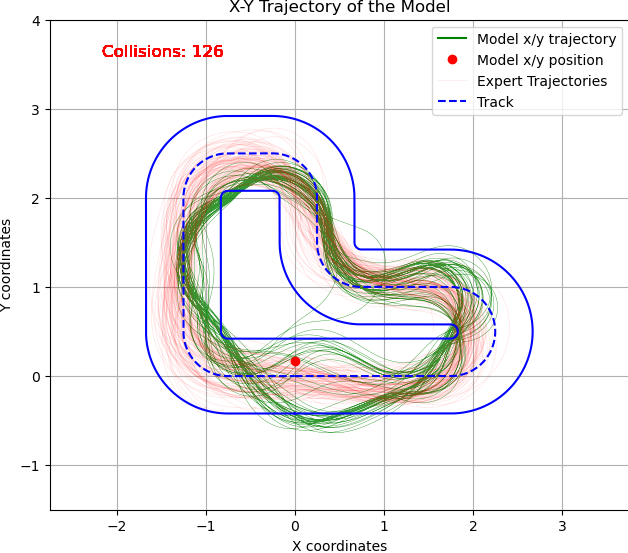 X-Y Trajectory of the Model
Collisions: 126
Model x/y trajectory
Model x/y position
Expert Trajectories
Track
Y coordinates
4
3
2
1
0
−1
−2
−1
0
1
2
3
X coordinates